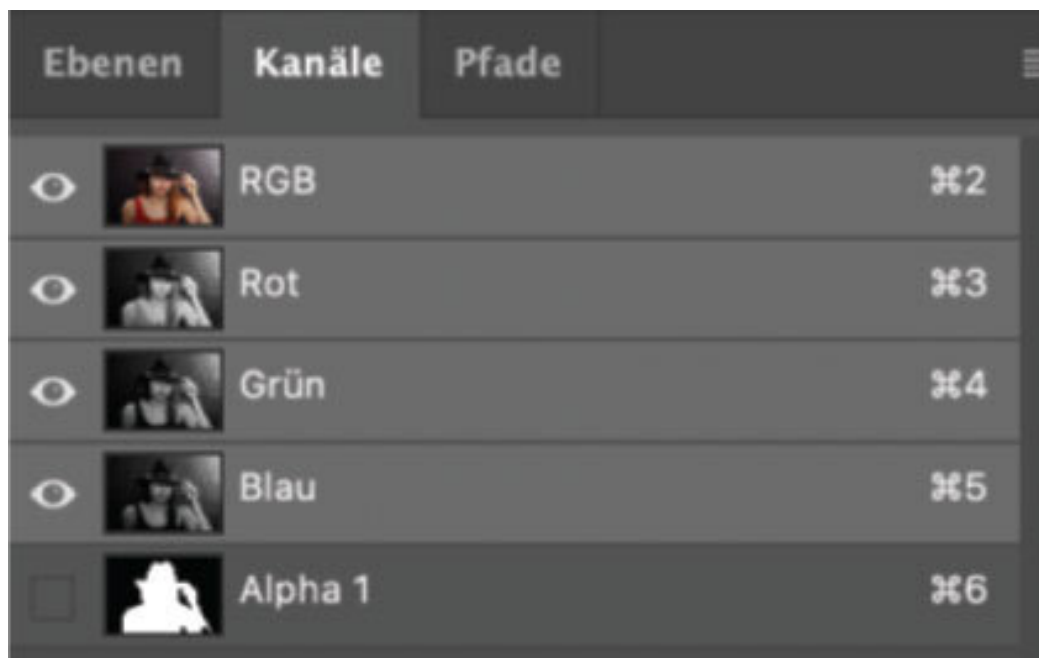 Ebenen Kanäle Pfade
RGB ⌘2
Rot ⌘3
Grün ⌘4
Blau ⌘5
Alpha 1 ⌘6